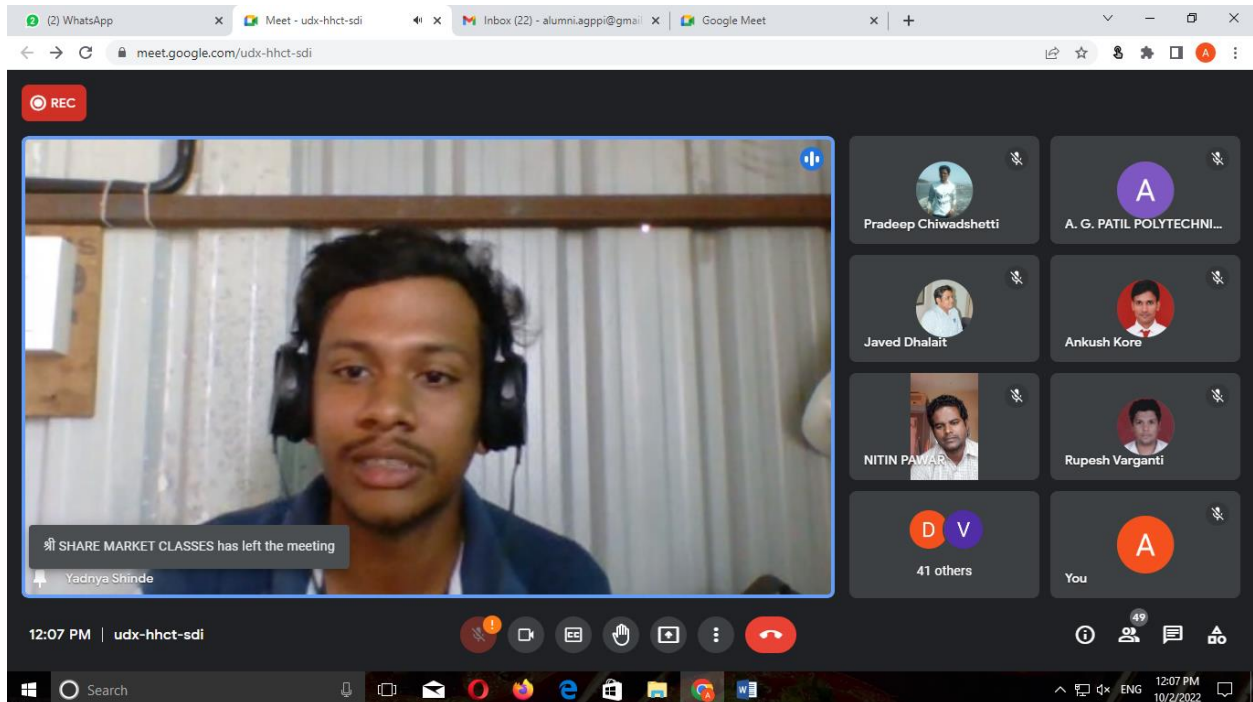 (2) WhatsApp
Meet - udx-hhct-sdi
Inbox (22) - alumni.agppi@gmail
Google Meet
meet.google.com/udx-hhct-sdi
A
REC
Pradeep Chiwadshetti
A
A. G. PATIL POLYTECHNI...
Javed Dhalait
Ankush Kore
NITIN PAWAR
Rupesh Varganti
D V
41 others
A
You
श्री SHARE MARKET CLASSES has left the meeting
Yadnya Shinde
12:07 PM | udx-hhct-sdi
CC
49
Search
ENG
12:07 PM
10/2/2022